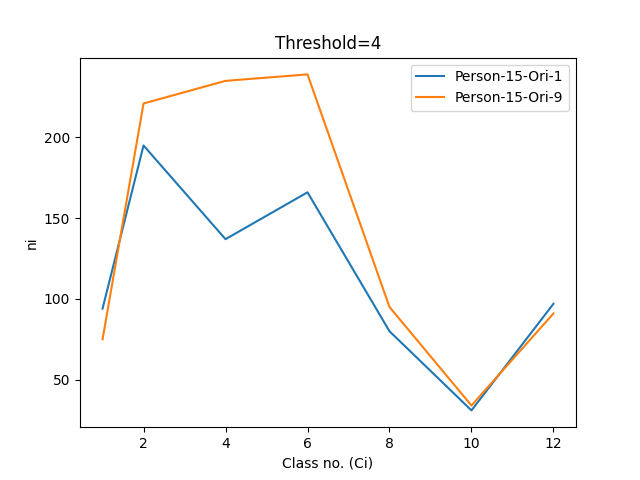 Threshold=4
Person-15-Ori-1
Person-15-Ori-9
200
150
100
50
ni
2 4 6 8 10 12
Class no. (Ci)